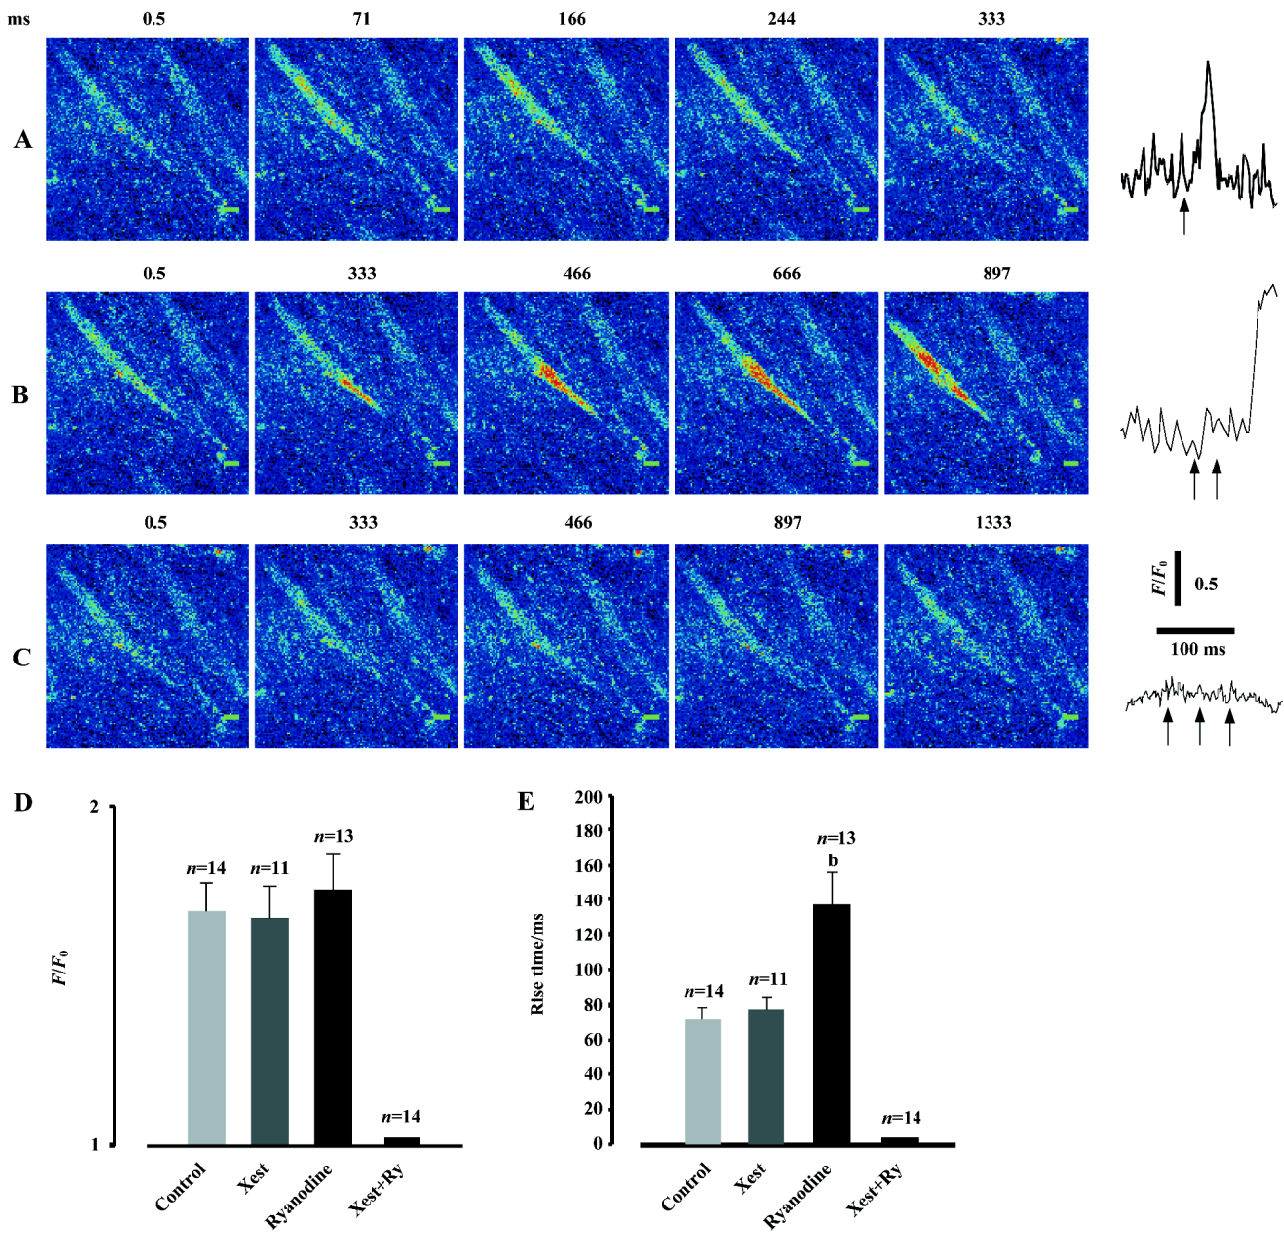 ms 0.5 71 166 244 333
A
0.5 333 466 666 897
B
0.5 333 466 897 1333
C
F/F0 0.5
100 ms
D
2
n=14 n=11 n=13
n=14
1
F/F0
Control Xest Ryanodine Xest+Ry
E
200
180
160
140
120
100
80
60
40
20
0
Rise time/ms
n=14 n=11 n=13
b
n=14
Control Xest Ryanodine Xest+Ry